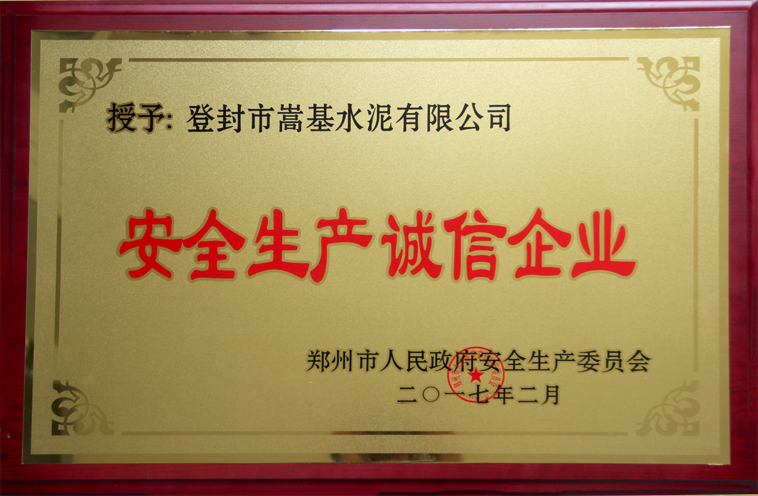 授予: 登封市嵩基水泥有限公司
安全生产诚信企业
郑州市人民政府安全生产委员会
二〇一七年二月